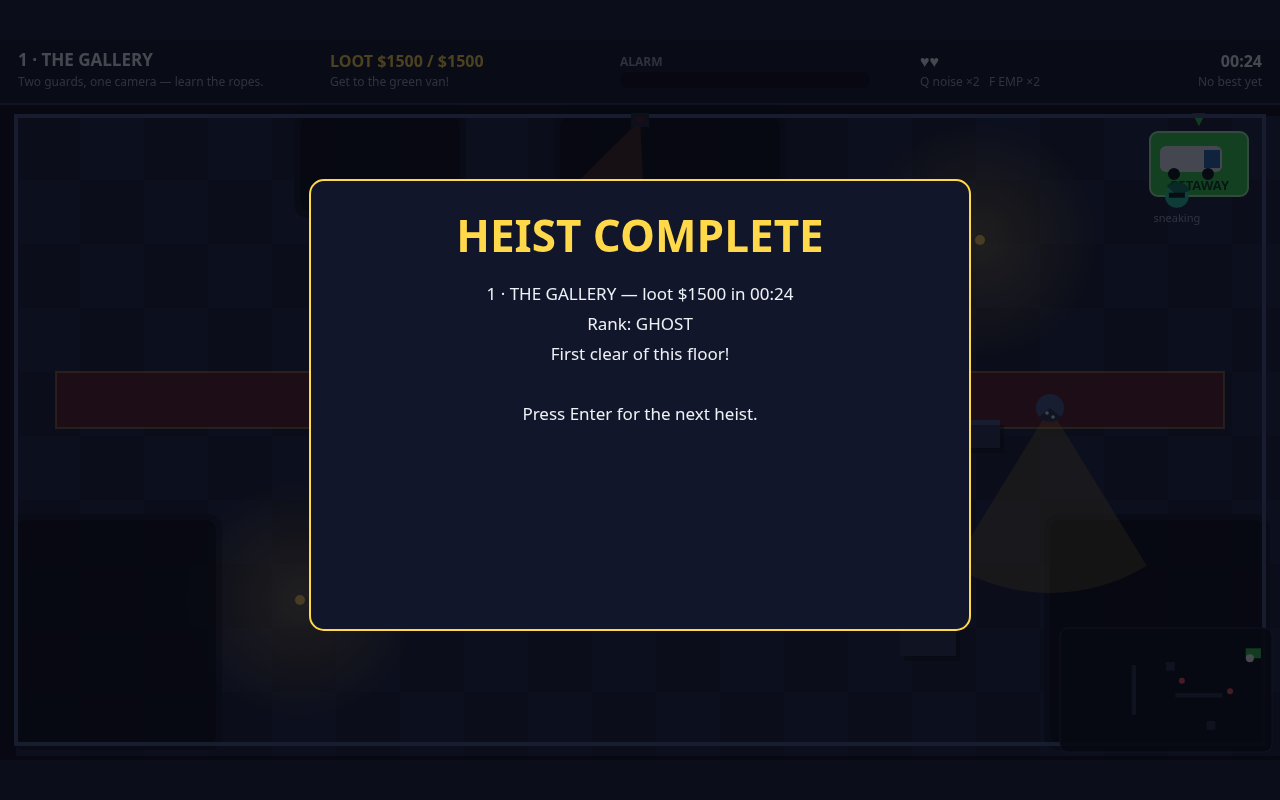 1 · THE GALLERY
Two guards, one camera — learn the ropes.
LOOT $1500 / $1500
Get to the green van!
ALARM
♥♥
Q noise ×2 F EMP ×2
00:24
No best yet
TAWAY
sneaking
HEIST COMPLETE
1 · THE GALLERY — loot $1500 in 00:24
Rank: GHOST
First clear of this floor!
Press Enter for the next heist.